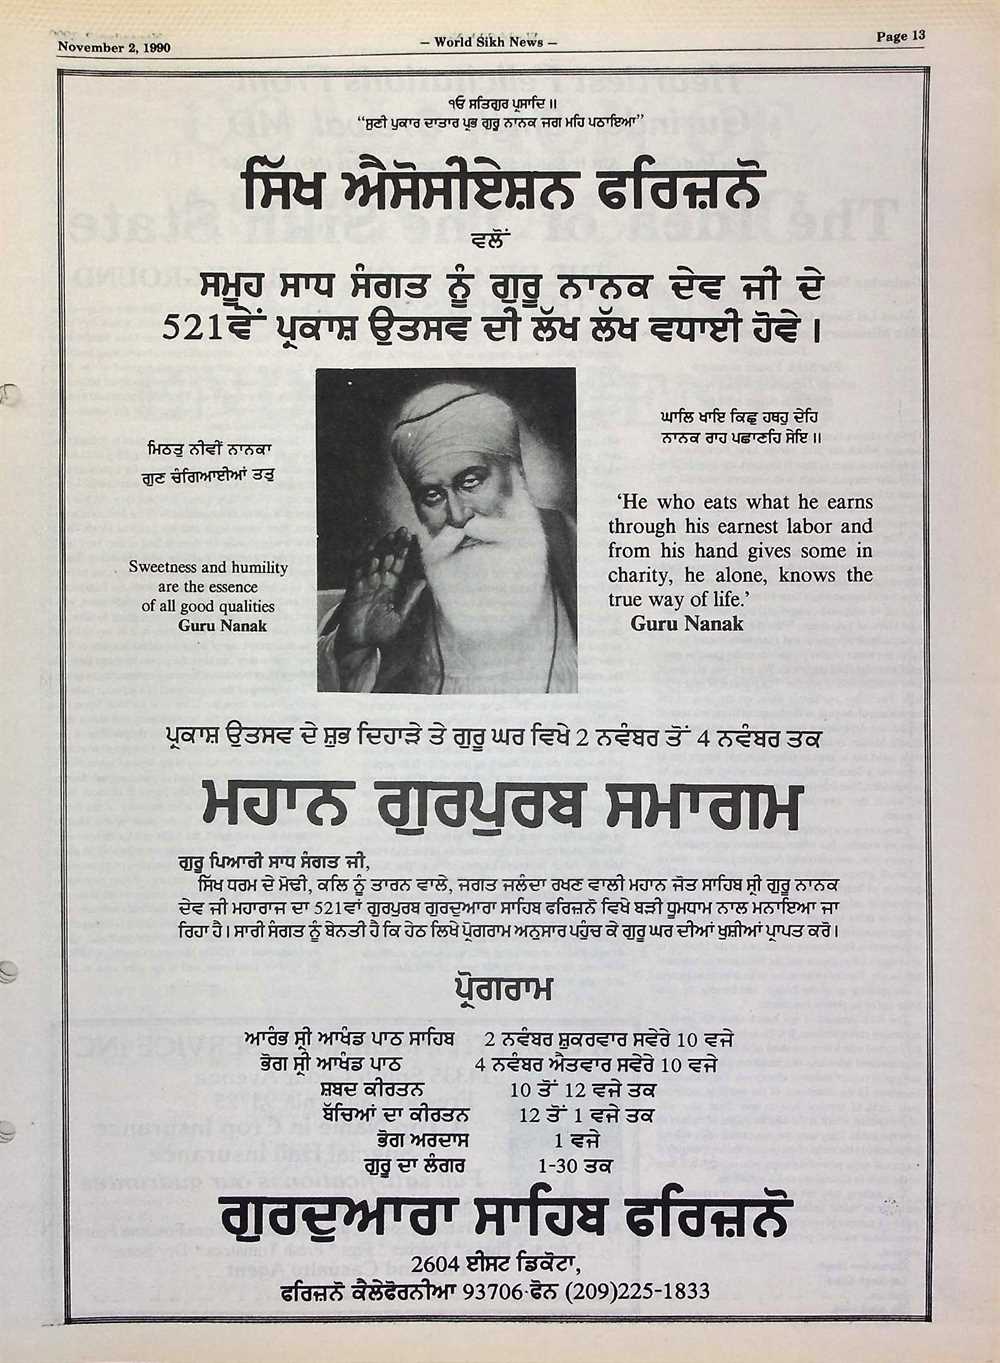 November 2, 1990
– World Sikh News –
Page 13
੧ਓ ਸਤਿਗੁਰ ਪ੍ਰਸਾਦਿ ॥
“ਸੁਣੀ ਪੁਕਾਰ ਦਾਤਾਰ ਪ੍ਰਭ ਗੁਰੂ ਨਾਨਕ ਜਗ ਮਹਿ ਪਠਾਇਆ”
ਸਿੱਖ ਐਸੋਸੀਏਸ਼ਨ ਫਰਿਜ਼ਨੋ
ਵਲੋਂ
ਸਮੂਹ ਸਾਧ ਸੰਗਤ ਨੂੰ ਗੁਰੂ ਨਾਨਕ ਦੇਵ ਜੀ ਦੇ
521ਵੇਂ ਪ੍ਰਕਾਸ਼ ਉਤਸਵ ਦੀ ਲੱਖ ਲੱਖ ਵਧਾਈ ਹੋਵੇ ।
ਮਿਠਤੁ ਨੀਵੀਂ ਨਾਨਕਾ
ਗੁਣ ਚੰਗਿਆਈਆਂ ਤਤੁ
Sweetness and humility
are the essence
of all good qualities
Guru Nanak
ਘਾਲਿ ਖਾਇ ਕਿਛੁ ਹਥਹੁ ਦੇਹਿ
ਨਾਨਕ ਰਾਹ ਪਛਾਣਹਿ ਸੇਇ ॥
‘He who eats what he earns
through his earnest labor and
from his hand gives some in
charity, he alone, knows the
true way of life.’
Guru Nanak
ਪ੍ਰਕਾਸ਼ ਉਤਸਵ ਦੇ ਸ਼ੁਭ ਦਿਹਾੜੇ ਤੇ ਗੁਰੂ ਘਰ ਵਿਖੇ 2 ਨਵੰਬਰ ਤੋਂ 4 ਨਵੰਬਰ ਤਕ
ਮਹਾਨ ਗੁਰਪੁਰਬ ਸਮਾਗਮ
ਗੁਰੂ ਪਿਆਰੀ ਸਾਧ ਸੰਗਤ ਜੀ,
ਸਿੱਖ ਧਰਮ ਦੇ ਮੋਢੀ, ਕਲਿ ਨੂੰ ਤਾਰਨ ਵਾਲੇ, ਜਗਤ ਜਲੰਦਾ ਰਖਣ ਵਾਲੀ ਮਹਾਨ ਜੋਤ ਸਾਹਿਬ ਸ੍ਰੀ ਗੁਰੂ ਨਾਨਕ
ਦੇਵ ਜੀ ਮਹਾਰਾਜ ਦਾ 521ਵਾਂ ਗੁਰਪੁਰਬ ਗੁਰਦੁਆਰਾ ਸਾਹਿਬ ਫਰਿਜ਼ਨੋ ਵਿਖੇ ਬੜੀ ਧੂਮਧਾਮ ਨਾਲ ਮਨਾਇਆ ਜਾ
ਰਿਹਾ ਹੈ । ਸਾਰੀ ਸੰਗਤ ਨੂੰ ਬੇਨਤੀ ਹੈ ਕਿ ਹੇਠ ਲਿਖੇ ਪ੍ਰੋਗਰਾਮ ਅਨੁਸਾਰ ਪਹੁੰਚ ਕੇ ਗੁਰੂ ਘਰ ਦੀਆਂ ਖੁਸ਼ੀਆਂ ਪ੍ਰਾਪਤ ਕਰੋ ।
ਪ੍ਰੋਗਰਾਮ
ਆਰੰਭ ਸ੍ਰੀ ਆਖੰਡ ਪਾਠ ਸਾਹਿਬ 2 ਨਵੰਬਰ ਸ਼ੁਕਰਵਾਰ ਸਵੇਰੇ 10 ਵਜੇ
ਭੋਗ ਸ੍ਰੀ ਆਖੰਡ ਪਾਠ 4 ਨਵੰਬਰ ਐਤਵਾਰ ਸਵੇਰੇ 10 ਵਜੇ
ਸ਼ਬਦ ਕੀਰਤਨ 10 ਤੋਂ 12 ਵਜੇ ਤਕ
ਬੱਚਿਆਂ ਦਾ ਕੀਰਤਨ 12 ਤੋਂ 1 ਵਜੇ ਤਕ
ਭੋਗ ਅਰਦਾਸ 1 ਵਜੇ
ਗੁਰੂ ਦਾ ਲੰਗਰ 1-30 ਤਕ
ਗੁਰਦੁਆਰਾ ਸਾਹਿਬ ਫਰਿਜ਼ਨੋ
2604 ਈਸਟ ਡਿਕੋਟਾ,
ਫਰਿਜ਼ਨੋ ਕੈਲੇਫੋਰਨੀਆ 93706·ਫੋਨ (209)225-1833